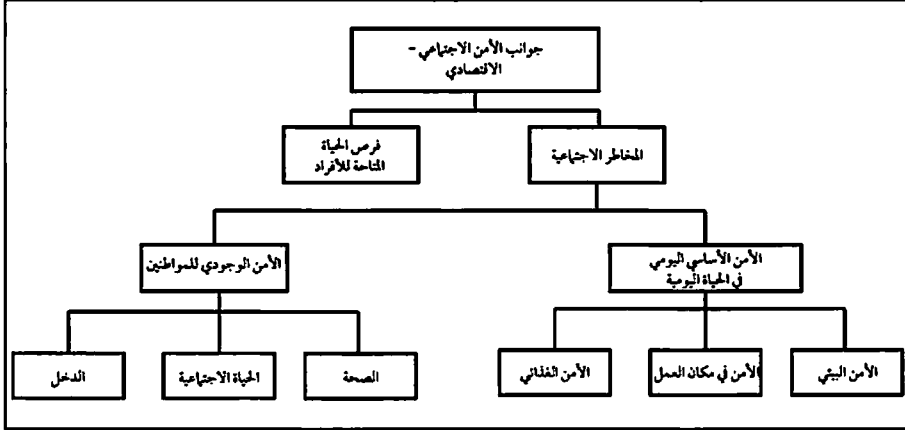 جوانب الأمن الاجتماعي –
الاقتصادي
المخاطر الاجتماعية
فرص الحياة
المتاحة للأفراد
الأمن الأساسي اليومي
في الحياة اليومية
الأمن الوجودي للمواطنين
الأمن البيئي
الأمن في مكان العمل
الأمن الغذائي
الصحة
الحياة الاجتماعية
الدخل